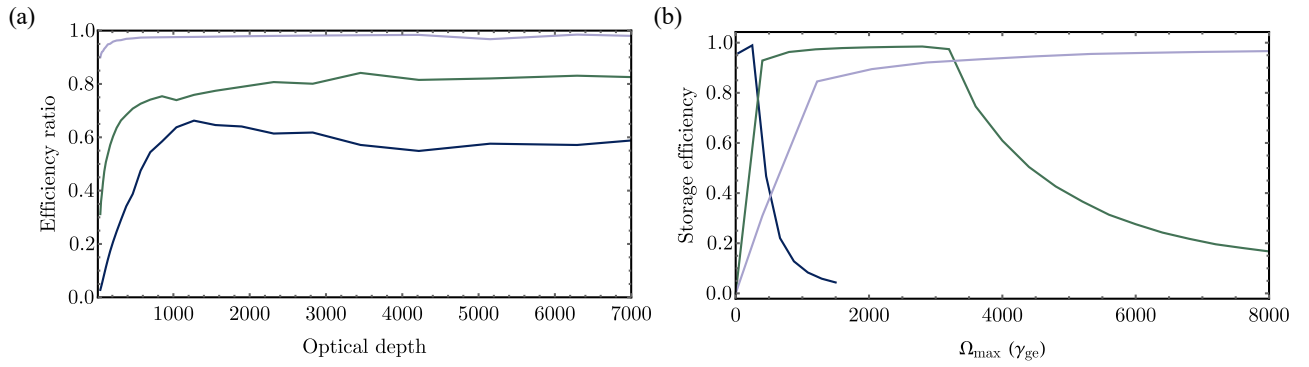 (a)
1.0
0.8
0.6
0.4
0.2
0.0
Efficiency ratio
1000 2000 3000 4000 5000 6000 7000
Optical depth
(b)
1.0
0.8
0.6
0.4
0.2
0.0
Storage efficiency
0 2000 4000 6000 8000
Ωmax (γge)